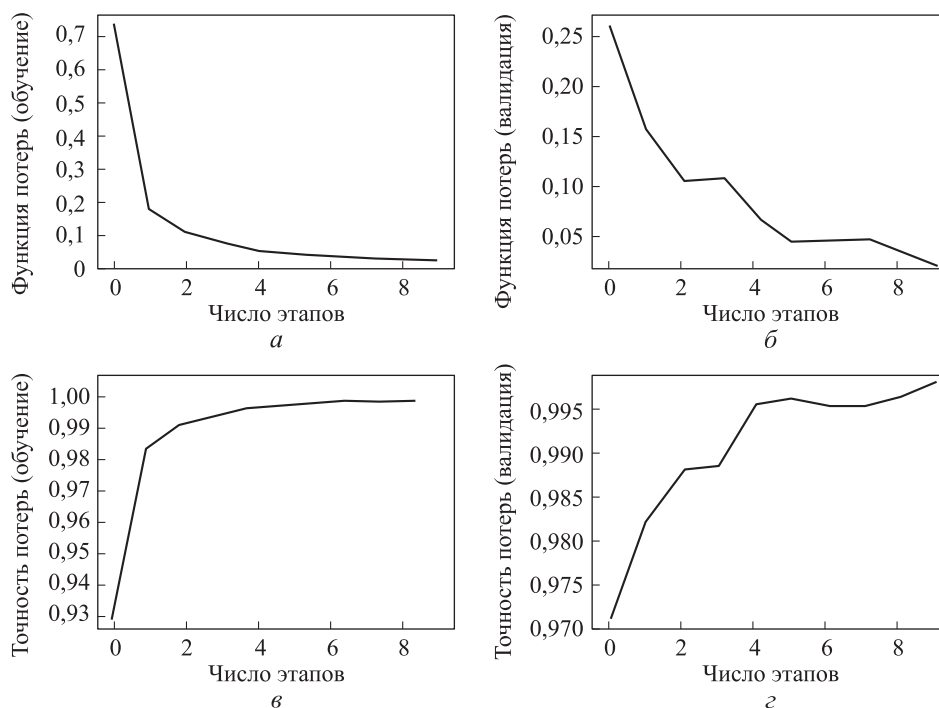 Функция потерь (обучение)
0,7
0,6
0,5
0,4
0,3
0,2
0,1
0
0 2 4 6 8
Число этапов
а
Функция потерь (валидация)
0,25
0,20
0,15
0,10
0,05
0 2 4 6 8
Число этапов
б
Точность потерь (обучение)
1,00
0,99
0,98
0,97
0,96
0,95
0,94
0,93
0 2 4 6 8
Число этапов
в
Точность потерь (валидация)
0,995
0,990
0,985
0,980
0,975
0,970
0 2 4 6 8
Число этапов
г